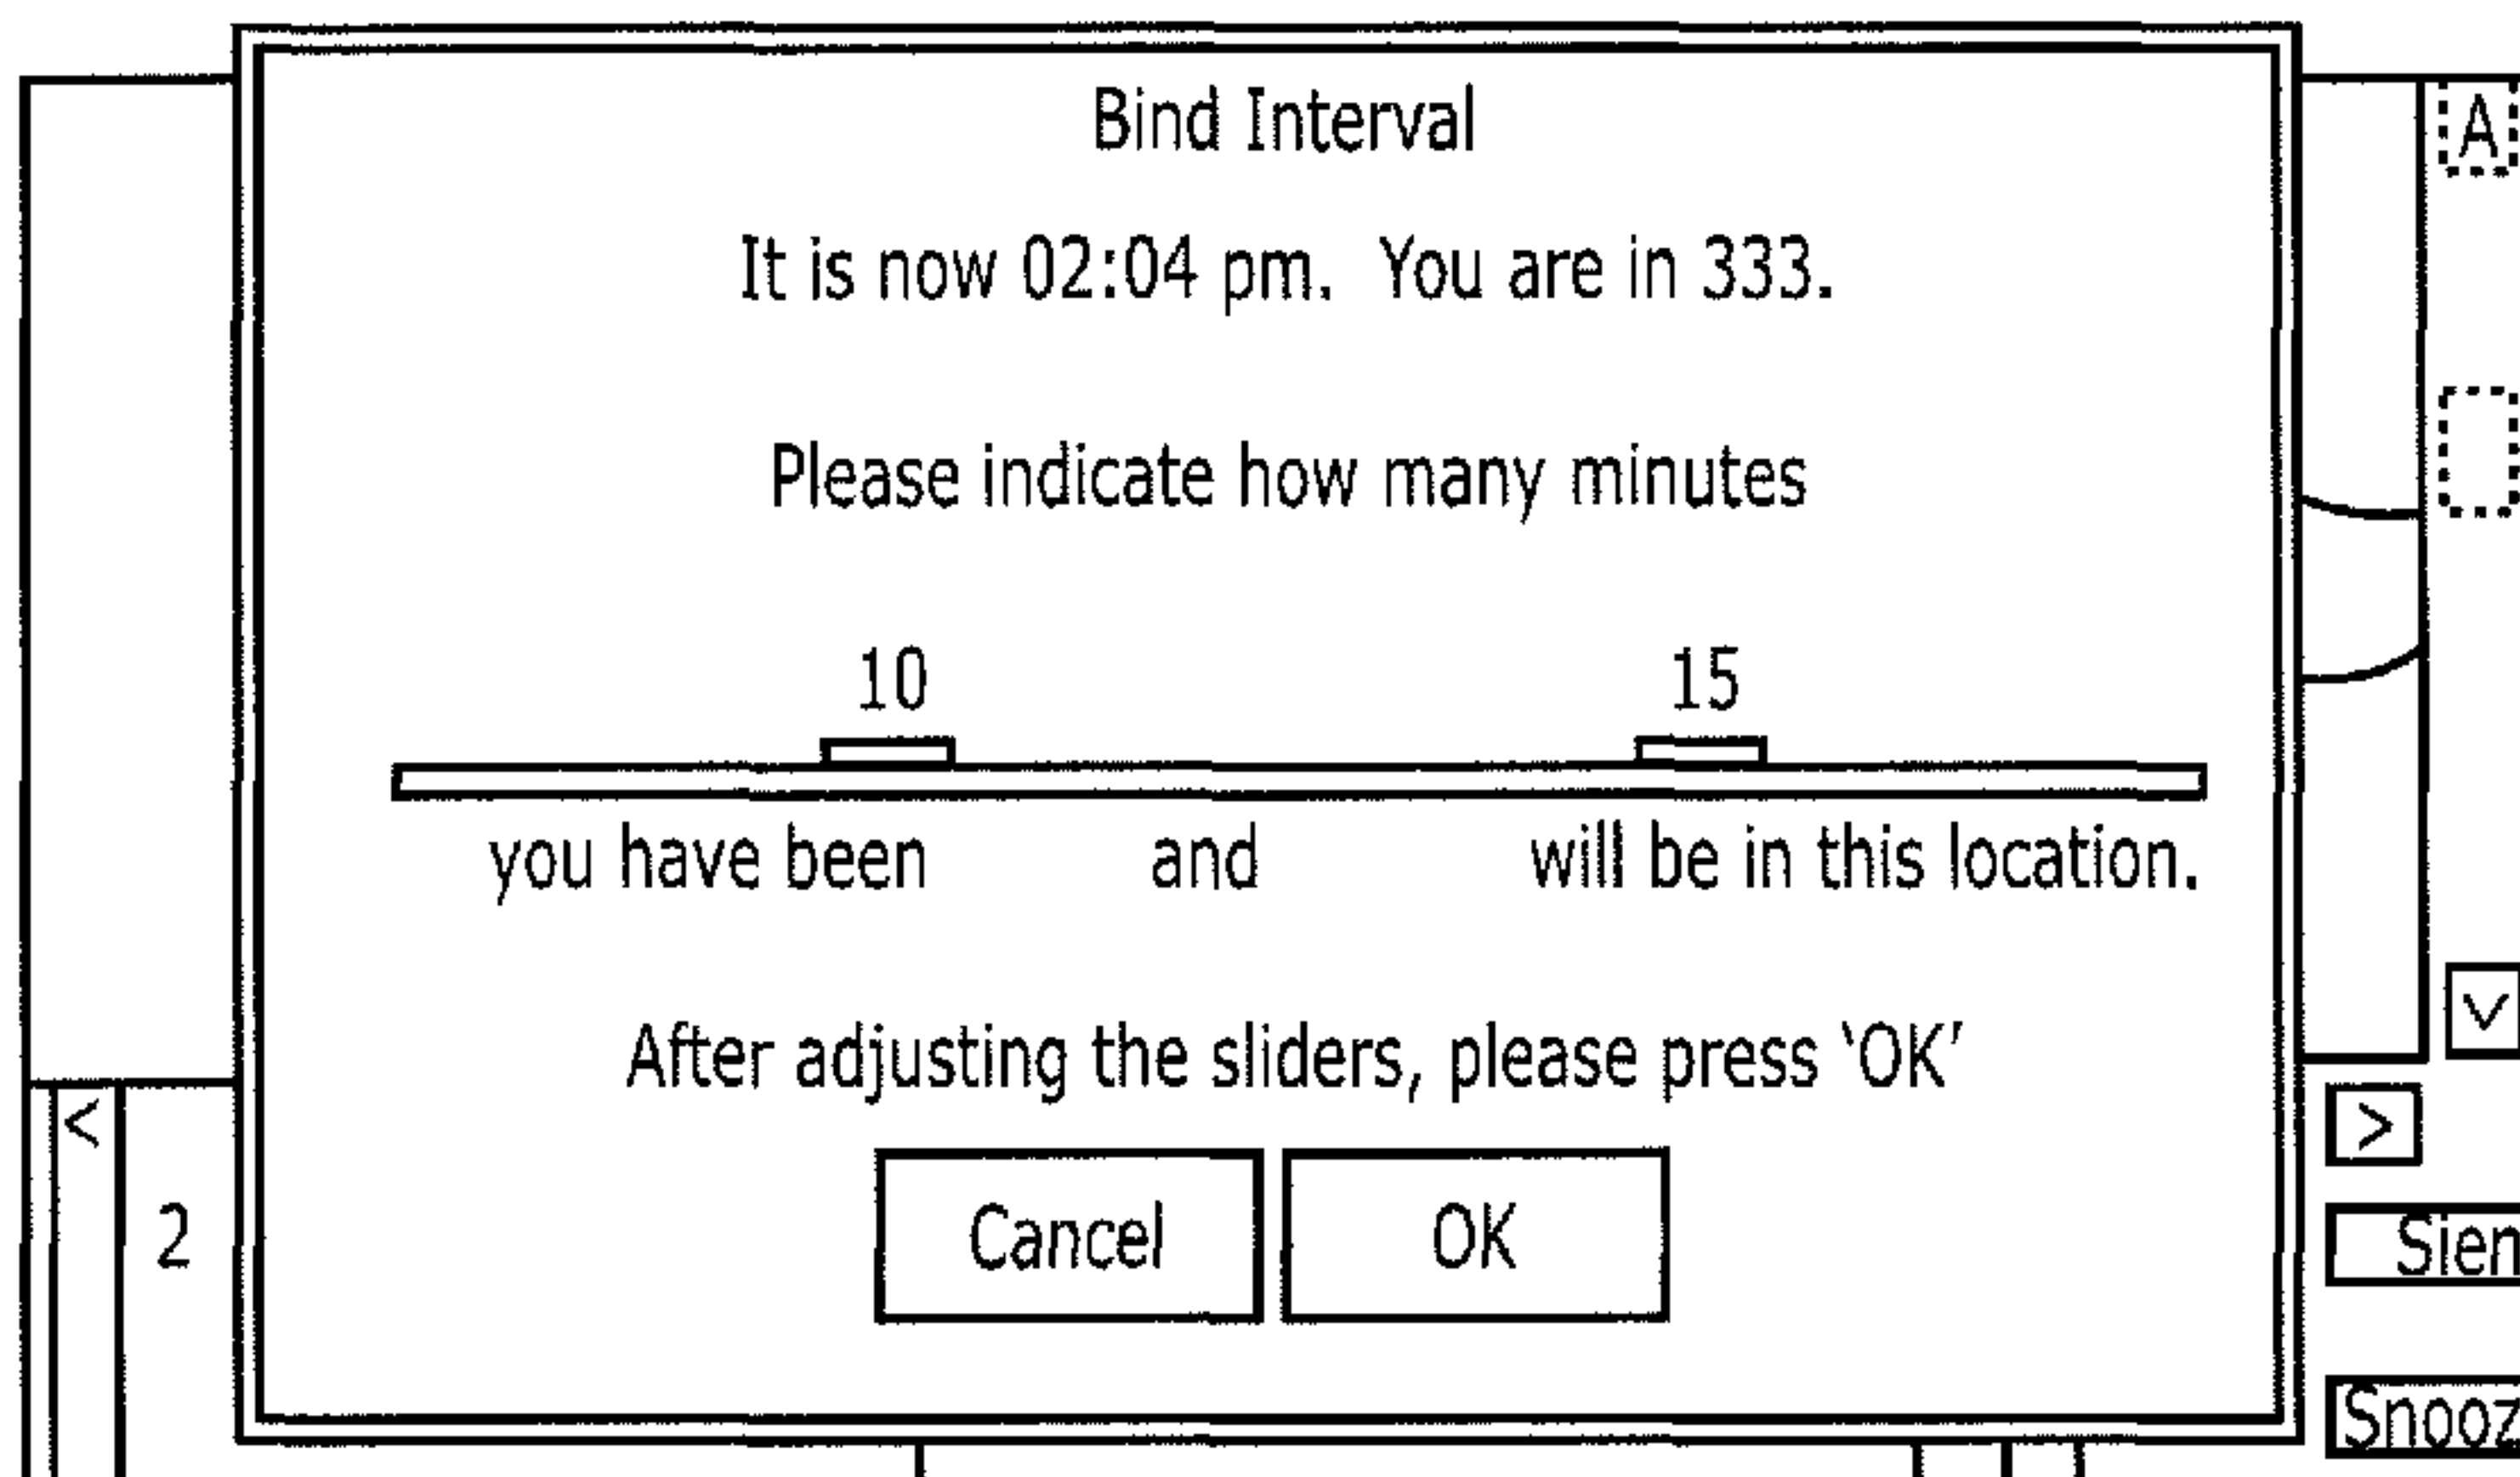 Bind Interval
A
It is now 02:04 pm. You are in 333.
Please indicate how many minutes
10 15
you have been and will be in this location.
After adjusting the sliders, please press ‘OK’
<
>
2
Cancel OK